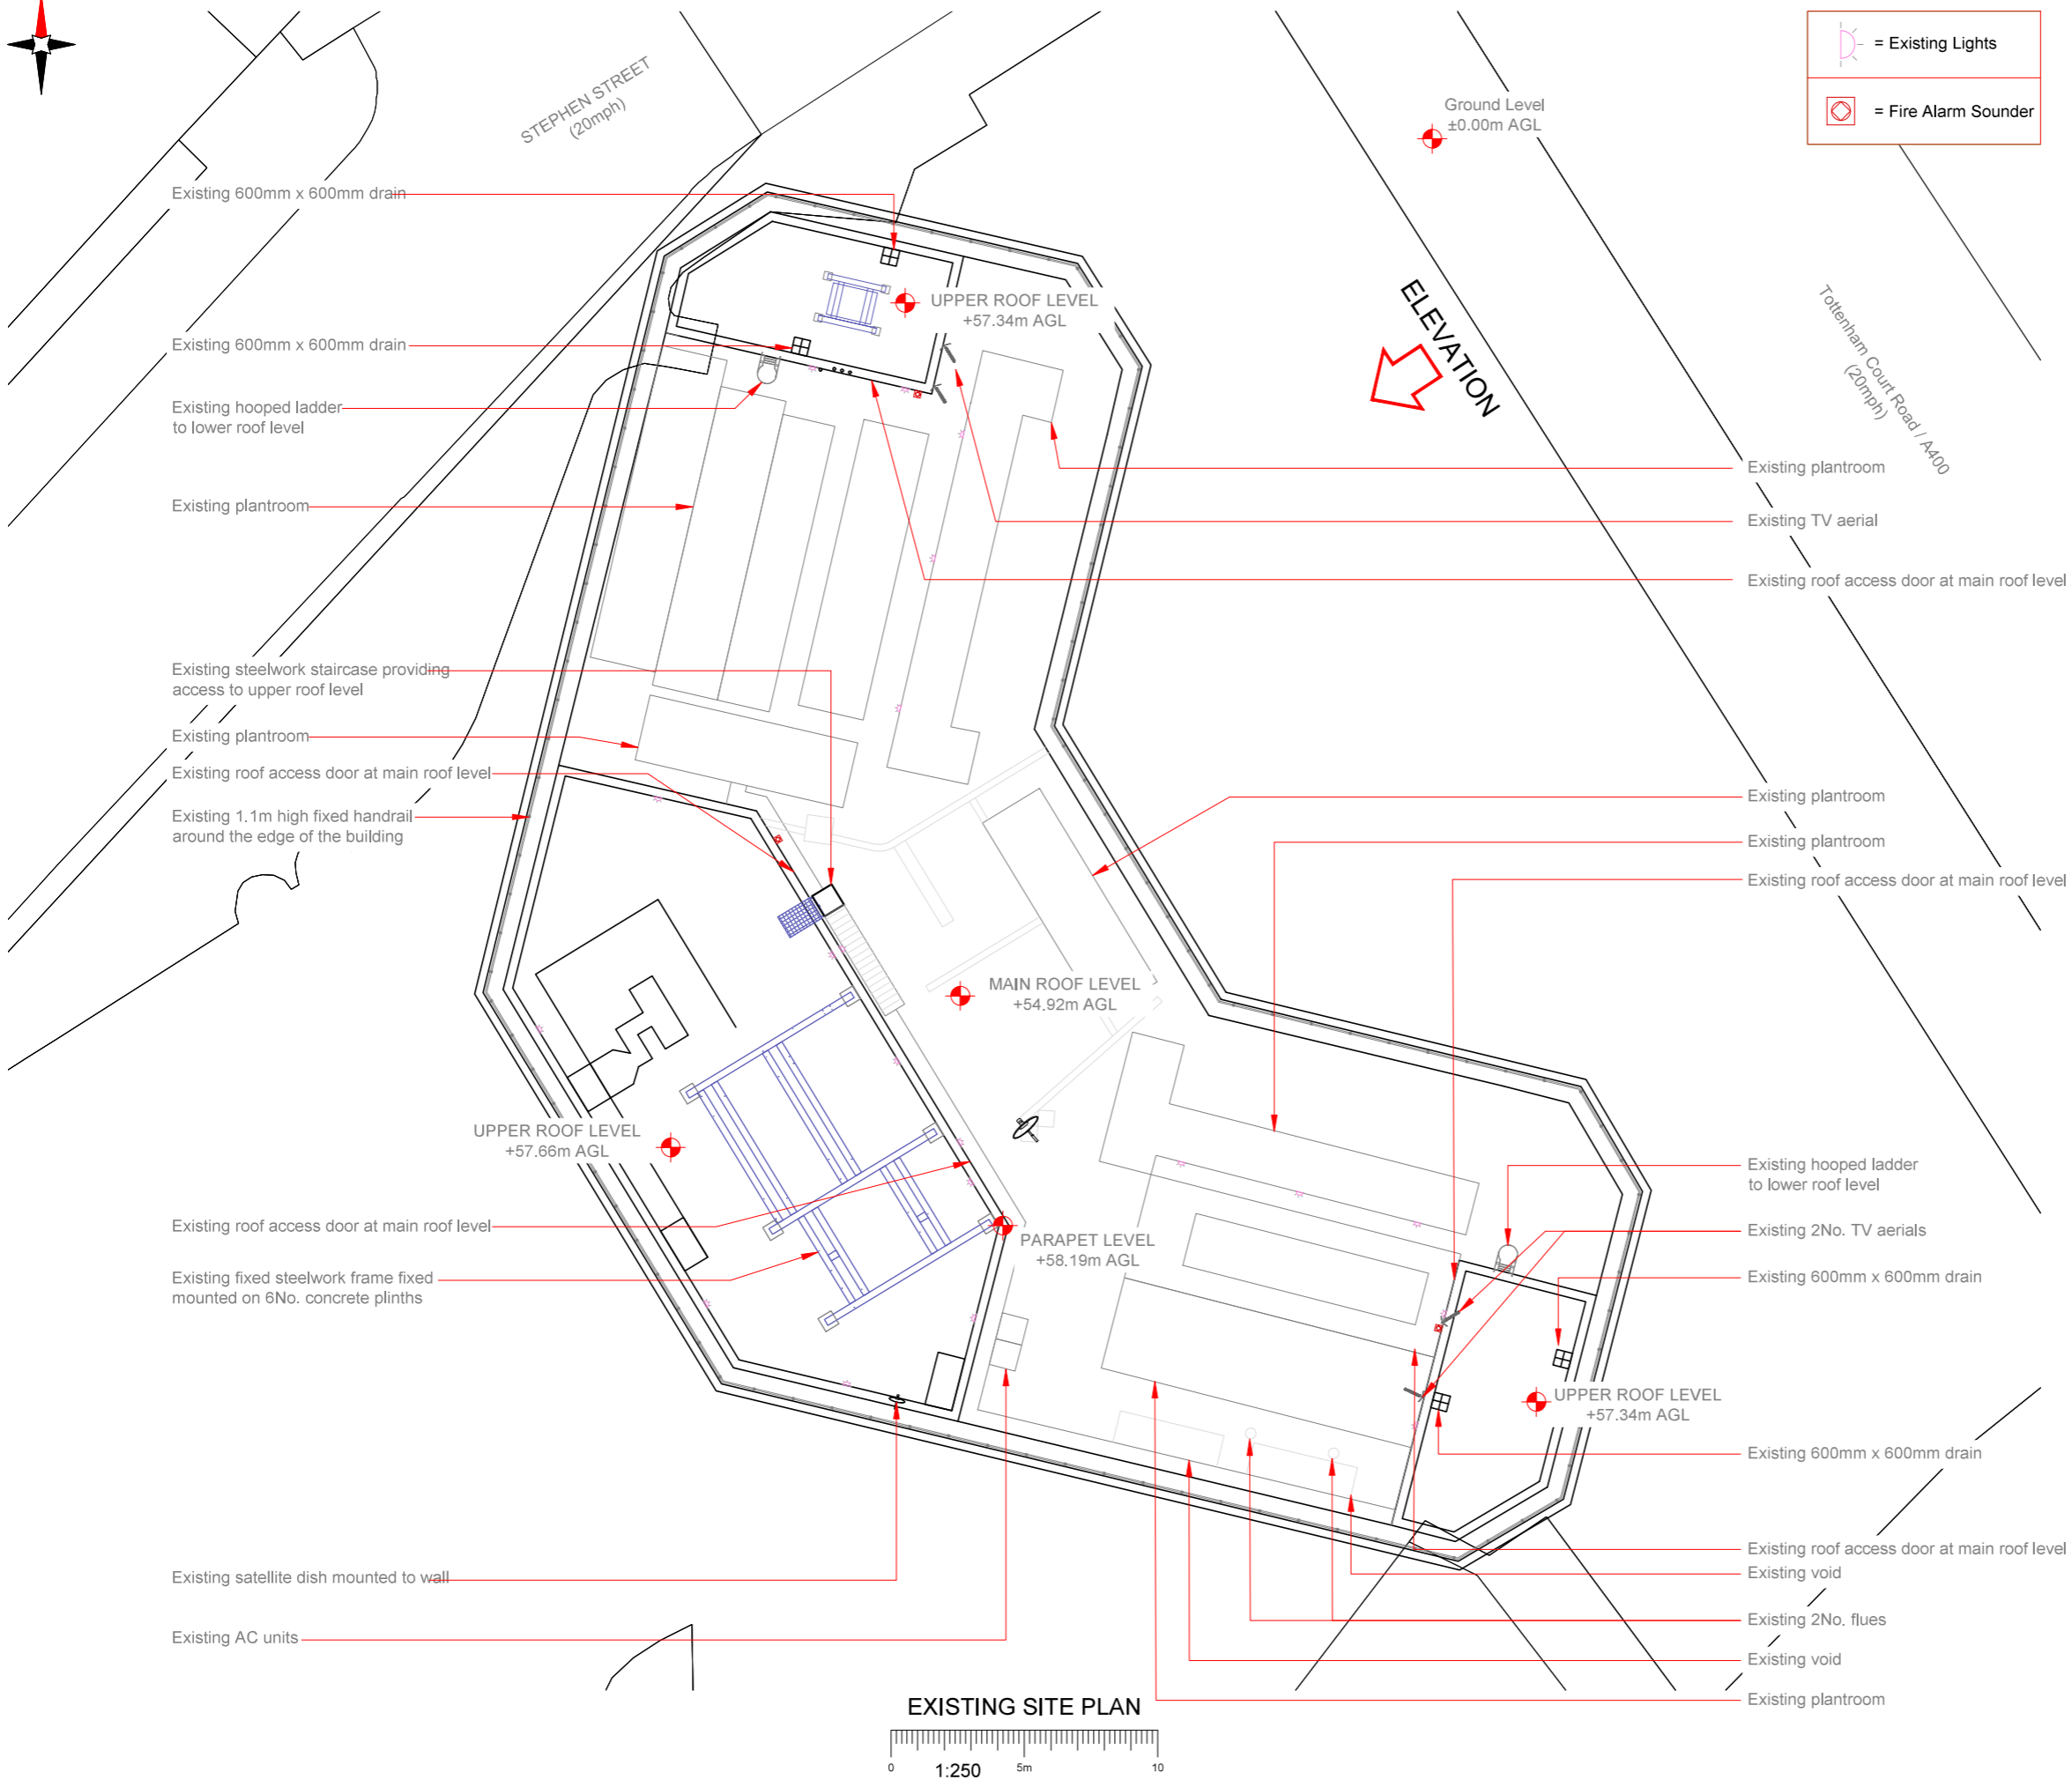 = Existing Lights
= Fire Alarm Sounder
STEPHEN STREET
(20mph)
Ground Level
±0.00m AGL
Tottenham Court Road / A400
(20mph)
ELEVATION
Existing 600mm x 600mm drain
Existing 600mm x 600mm drain
Existing hooped ladder
to lower roof level
Existing plantroom
Existing steelwork staircase providing
access to upper roof level
Existing plantroom
Existing roof access door at main roof level
Existing 1.1m high fixed handrail
around the edge of the building
Existing roof access door at main roof level
Existing fixed steelwork frame fixed
mounted on 6No. concrete plinths
Existing satellite dish mounted to wall
Existing AC units
UPPER ROOF LEVEL
+57.34m AGL
MAIN ROOF LEVEL
+54.92m AGL
UPPER ROOF LEVEL
+57.66m AGL
PARAPET LEVEL
+58.19m AGL
UPPER ROOF LEVEL
+57.34m AGL
Existing plantroom
Existing TV aerial
Existing roof access door at main roof level
Existing plantroom
Existing plantroom
Existing roof access door at main roof level
Existing hooped ladder
to lower roof level
Existing 2No. TV aerials
Existing 600mm x 600mm drain
Existing 600mm x 600mm drain
Existing roof access door at main roof level
Existing void
Existing 2No. flues
Existing void
Existing plantroom
EXISTING SITE PLAN
0 1:250 5m 10